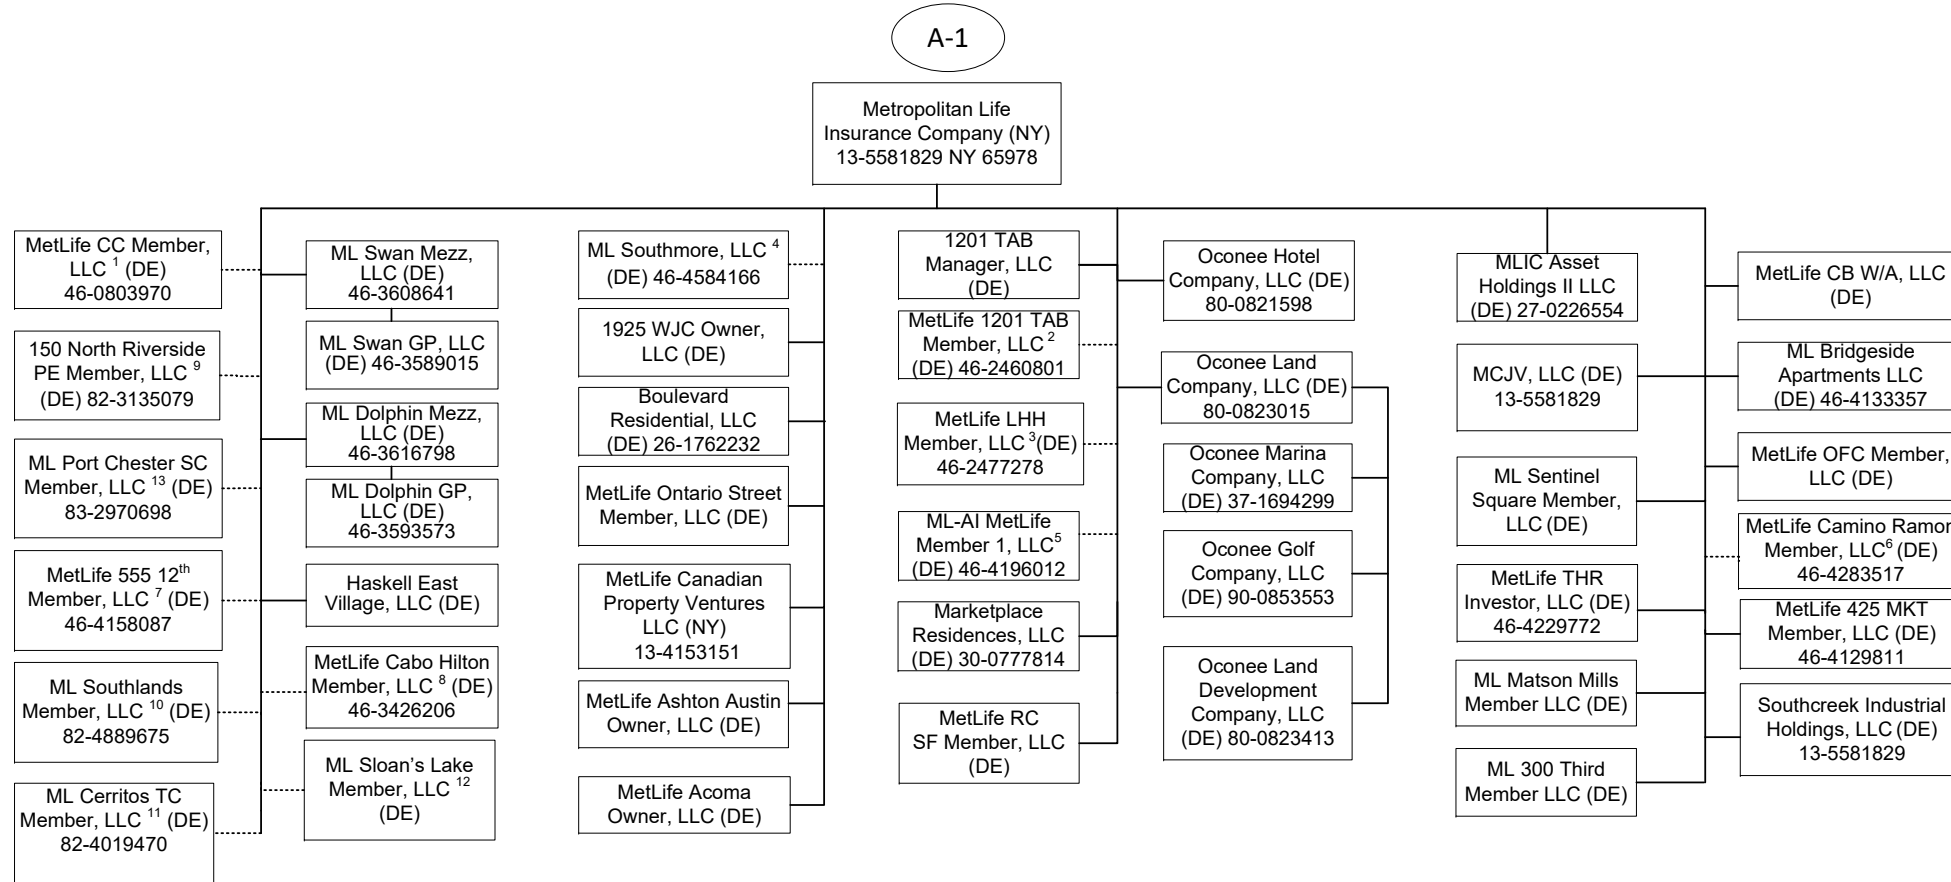 A-1
Metropolitan Life
Insurance Company (NY)
13-5581829 NY 65978
MetLife CC Member,
LLC 1 (DE)
46-0803970
150 North Riverside
PE Member, LLC 9
(DE) 82-3135079
ML Port Chester SC
Member, LLC 13 (DE)
83-2970698
MetLife 555 12th
Member, LLC 7 (DE)
46-4158087
ML Southlands
Member, LLC 10 (DE)
82-4889675
ML Cerritos TC
Member, LLC 11 (DE)
82-4019470
ML Swan Mezz,
LLC (DE)
46-3608641
ML Swan GP, LLC
(DE) 46-3589015
ML Dolphin Mezz,
LLC (DE)
46-3616798
ML Dolphin GP,
LLC (DE)
46-3593573
Haskell East
Village, LLC (DE)
MetLife Cabo Hilton
Member, LLC 8 (DE)
46-3426206
ML Sloan’s Lake
Member, LLC 12
(DE)
ML Southmore, LLC 4
(DE) 46-4584166
1925 WJC Owner,
LLC (DE)
Boulevard
Residential, LLC
(DE) 26-1762232
MetLife Ontario Street
Member, LLC (DE)
MetLife Canadian
Property Ventures
LLC (NY)
13-4153151
MetLife Ashton Austin
Owner, LLC (DE)
MetLife Acoma
Owner, LLC (DE)
1201 TAB
Manager, LLC
(DE)
MetLife 1201 TAB
Member, LLC 2
(DE) 46-2460801
MetLife LHH
Member, LLC 3(DE)
46-2477278
ML-AI MetLife
Member 1, LLC5
(DE) 46-4196012
Marketplace
Residences, LLC
(DE) 30-0777814
MetLife RC
SF Member, LLC
(DE)
Oconee Hotel
Company, LLC (DE)
80-0821598
Oconee Land
Company, LLC (DE)
80-0823015
Oconee Marina
Company, LLC
(DE) 37-1694299
Oconee Golf
Company, LLC
(DE) 90-0853553
Oconee Land
Development
Company, LLC
(DE) 80-0823413
MLIC Asset
Holdings II LLC
(DE) 27-0226554
MCJV, LLC (DE)
13-5581829
ML Sentinel
Square Member,
LLC (DE)
MetLife THR
Investor, LLC (DE)
46-4229772
ML Matson Mills
Member LLC (DE)
ML 300 Third
Member LLC (DE)
MetLife CB W/A, LLC
(DE)
ML Bridgeside
Apartments LLC
(DE) 46-4133357
MetLife OFC Member,
LLC (DE)
MetLife Camino Ramon
Member, LLC6 (DE)
46-4283517
MetLife 425 MKT
Member, LLC (DE)
46-4129811
Southcreek Industrial
Holdings, LLC (DE)
13-5581829